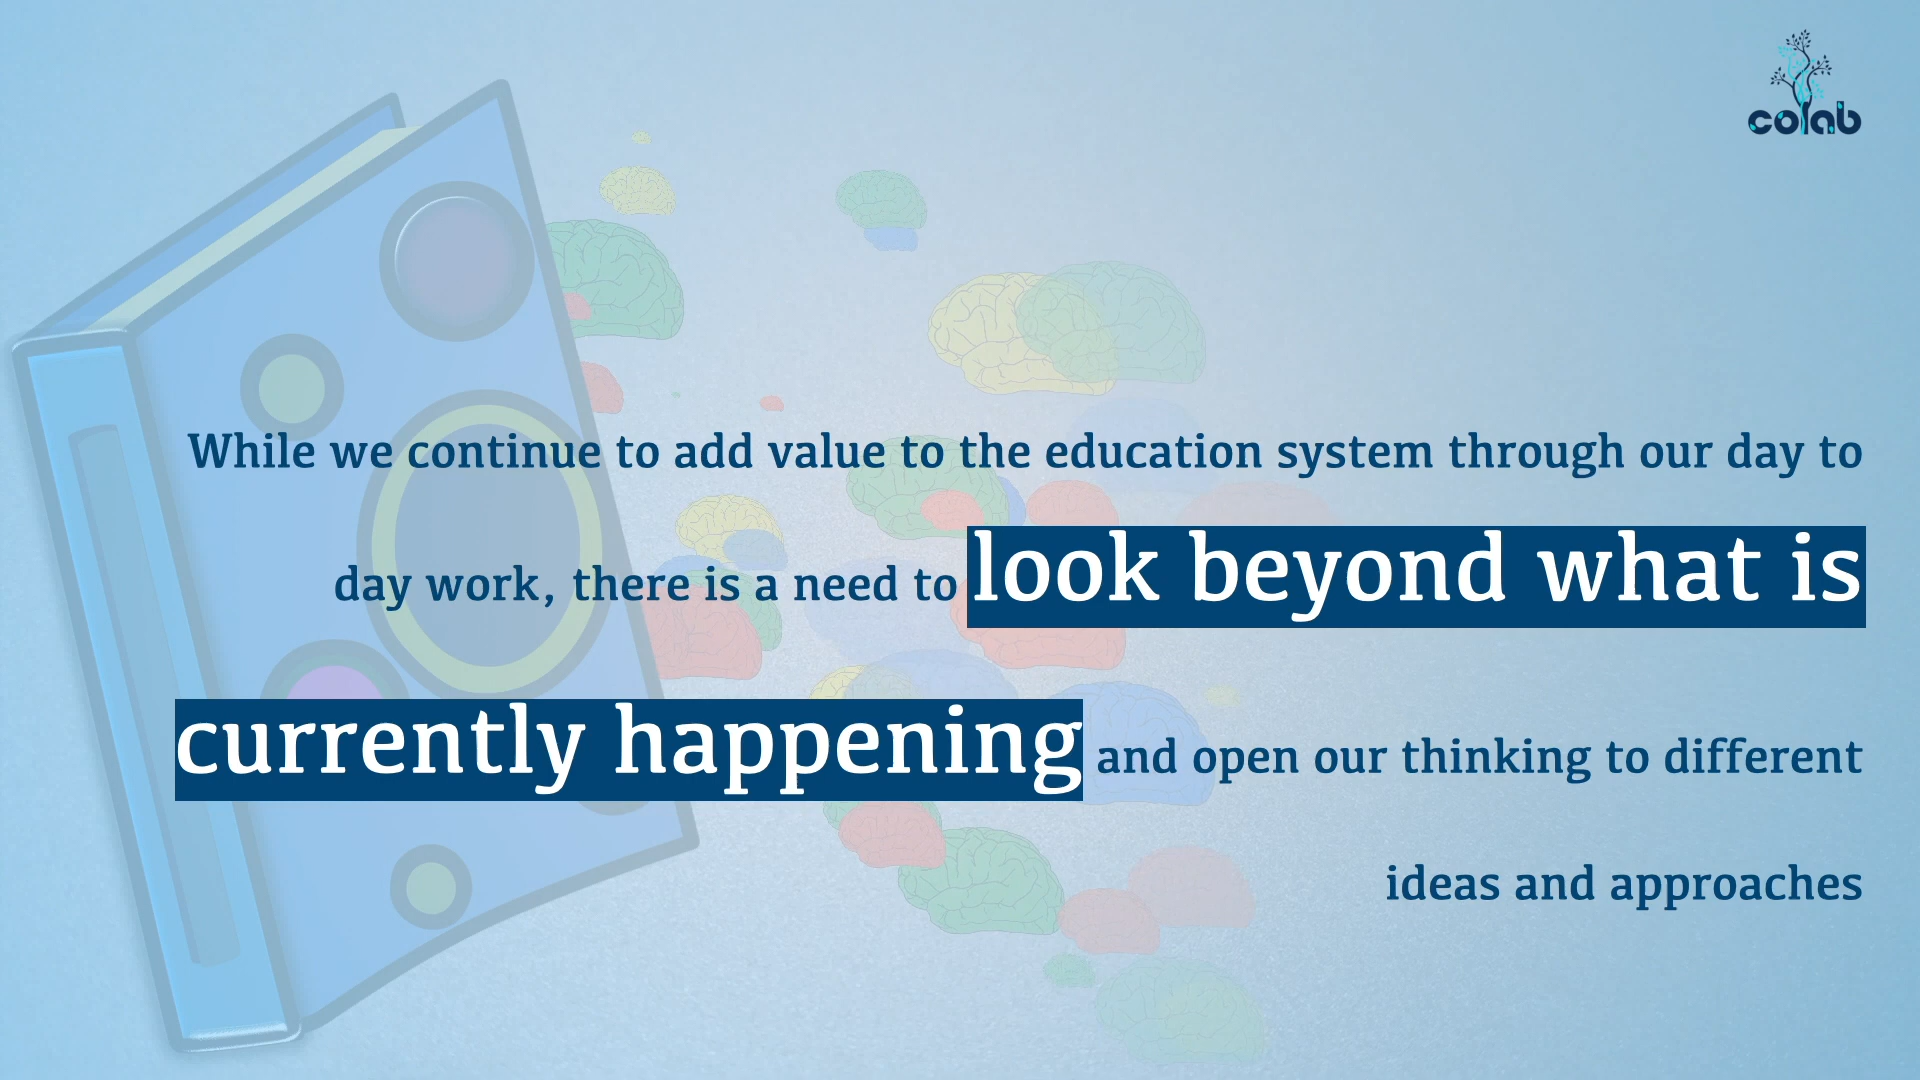 colab
While we continue to add value to the education system through our day to
day work, there is a need to look beyond what is
currently happening and open our thinking to different
ideas and approaches